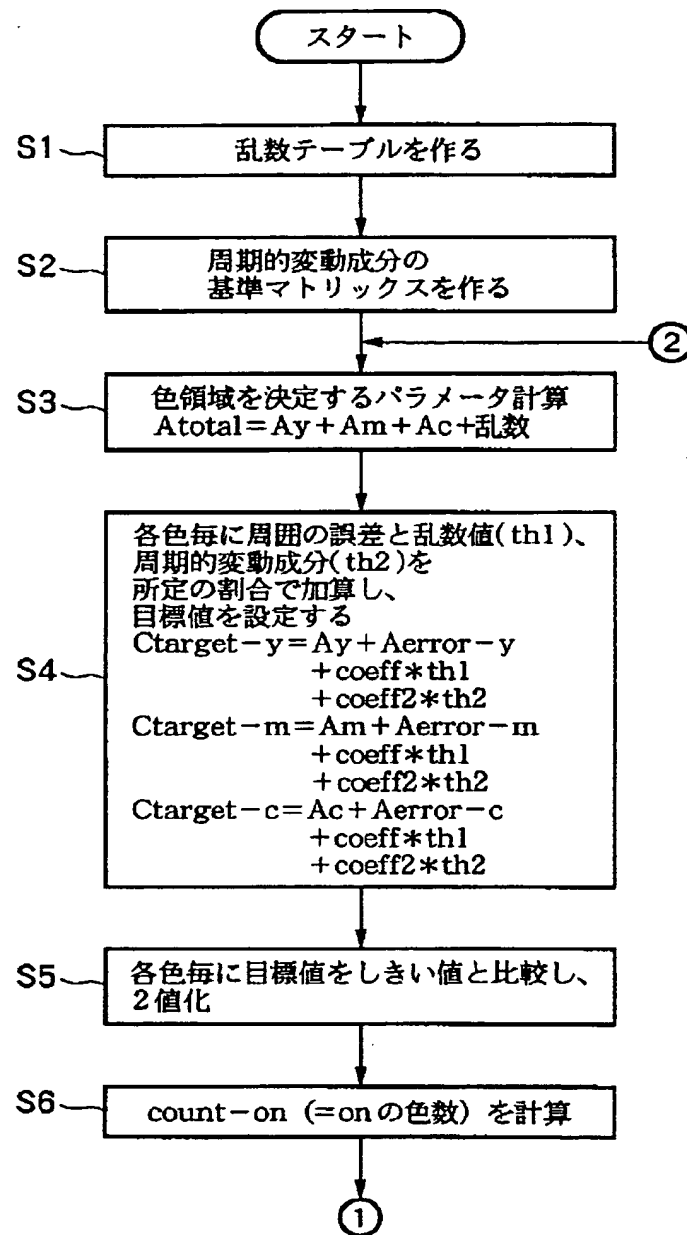 スタート
S1
乱数テーブルを作る
S2
周期的変動成分の
基準マトリックスを作る
②
S3
色領域を決定するパラメータ計算
Atotal=Ay+Am+Ac+乱数
S4
各色毎に周囲の誤差と乱数値(th1)、
周期的変動成分(th2)を
所定の割合で加算し、
目標値を設定する
Ctarget-y=Ay+Aerror-y
+coeff*th1
+coeff2*th2
Ctarget-m=Am+Aerror-m
+coeff*th1
+coeff2*th2
Ctarget-c=Ac+Aerror-c
+coeff*th1
+coeff2*th2
S5
各色毎に目標値をしきい値と比較し、
2値化
S6
count-on (=onの色数) を計算
①